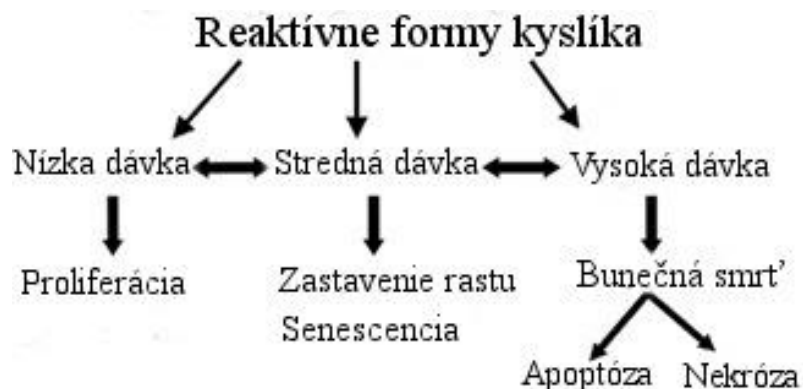 Reaktívne formy kyslíka
Nízka dávka
Stredná dávka
Vysoká dávka
Proliferácia
Zastavenie rastu
Senescencia
Bunečná smrť
Apoptóza
Nekróza